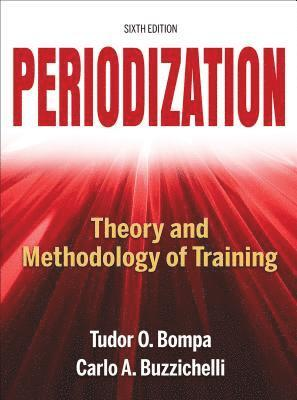 SIXTH EDITION
PERIODIZATION
Theory and
Methodology of Training
Tudor O. Bompa
Carlo A. Buzzichelli